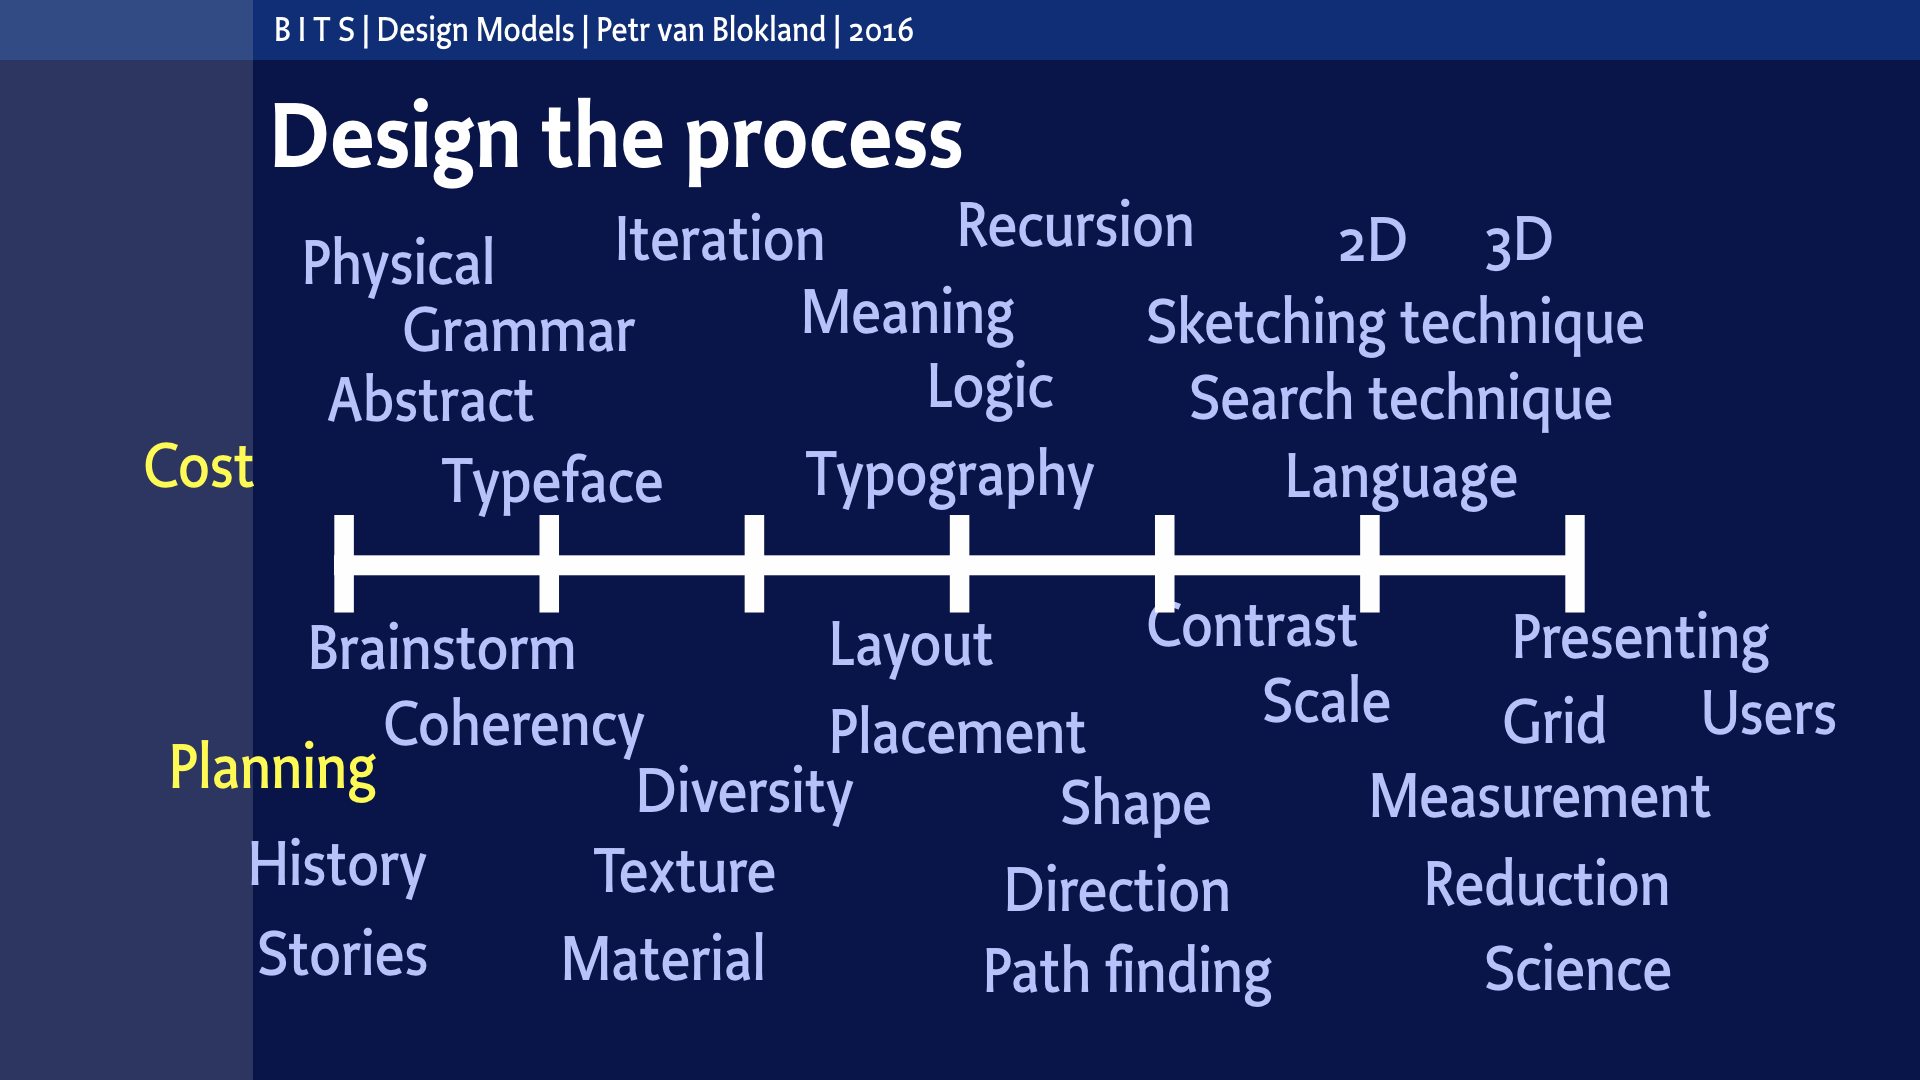 B I T S | Design Models | Petr van Blokland | 2016
Design the process
Physical
Iteration
Recursion
2D
3D
Grammar
Meaning
Sketching technique
Abstract
Logic
Search technique
Cost
Typeface
Typography
Language
Brainstorm
Layout
Contrast
Presenting
Coherency
Placement
Scale
Grid
Users
Planning
Diversity
Shape
Measurement
History
Texture
Direction
Reduction
Stories
Material
Path finding
Science